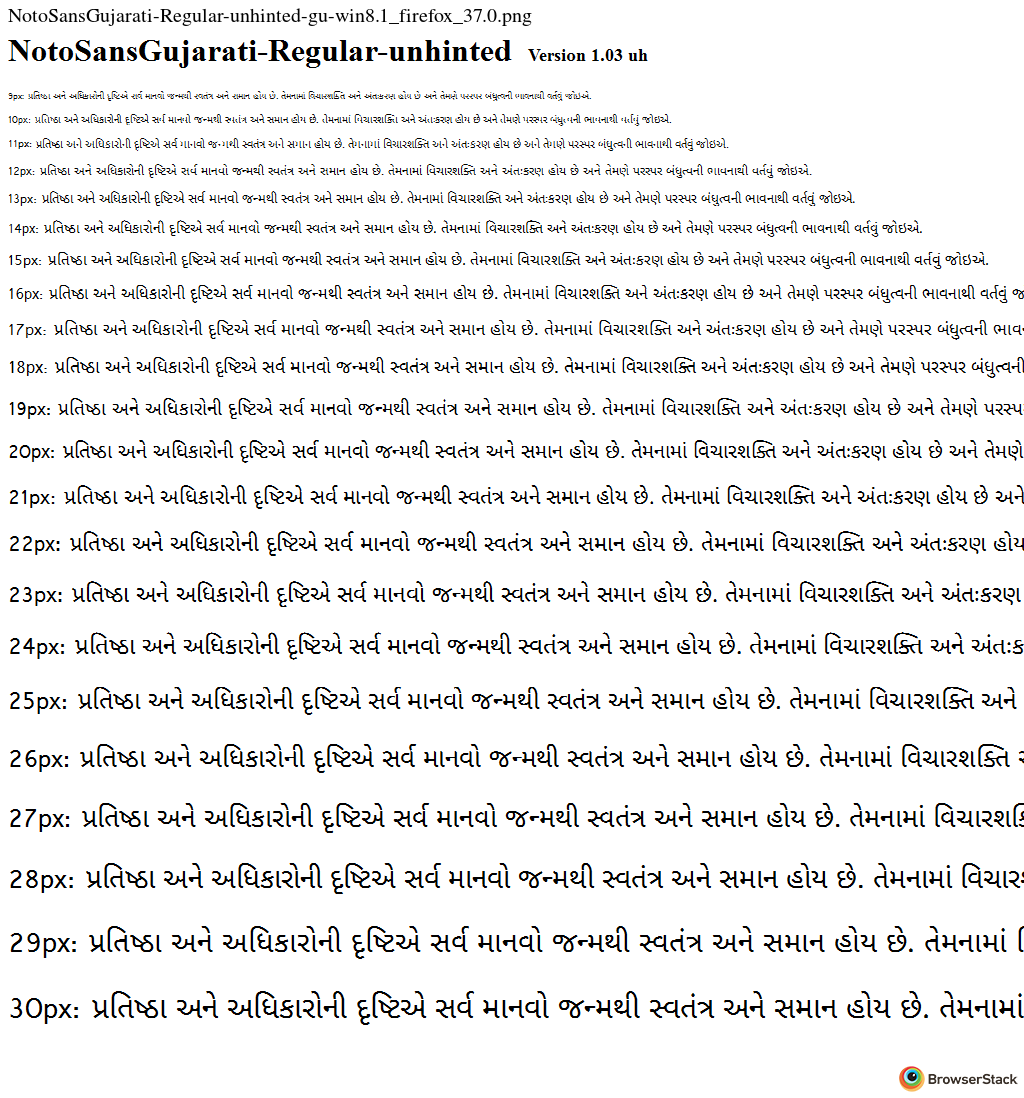 NotoSansGujarati-Regular-unhinted-gu-win8.1_firefox_37.0.png
NotoSansGujarati-Regular-unhinted Version 1.03 uh
9px: પ્રતિષ્ઠા અને અધિકારોની દૃષ્ટિએ સર્વ માનવો જન્મથી સ્વતંત્ર અને સમાન હોય છે. તેમનામાં વિચારશક્તિ અને અંતઃકરણ હોય છે અને તેમણે પરસ્પર બંધુત્વની ભાવનાથી વર્તવું જોઇએ.
10px: પ્રતિષ્ઠા અને અધિકારોની દૃષ્ટિએ સર્વ માનવો જન્મથી સ્વતંત્ર અને સમાન હોય છે. તેમનામાં વિચારશક્તિ અને અંતઃકરણ હોય છે અને તેમણે પરસ્પર બંધુત્વની ભાવનાથી વર્તવું જોઇએ.
11px: પ્રતિષ્ઠા અને અધિકારોની દૃષ્ટિએ સર્વ માનવો જન્મથી સ્વતંત્ર અને સમાન હોય છે. તેમનામાં વિચારશક્તિ અને અંતઃકરણ હોય છે અને તેમણે પરસ્પર બંધુત્વની ભાવનાથી વર્તવું જોઇએ.
12px: પ્રતિષ્ઠા અને અધિકારોની દૃષ્ટિએ સર્વ માનવો જન્મથી સ્વતંત્ર અને સમાન હોય છે. તેમનામાં વિચારશક્તિ અને અંતઃકરણ હોય છે અને તેમણે પરસ્પર બંધુત્વની ભાવનાથી વર્તવું જોઇએ.
13px: પ્રતિષ્ઠા અને અધિકારોની દૃષ્ટિએ સર્વ માનવો જન્મથી સ્વતંત્ર અને સમાન હોય છે. તેમનામાં વિચારશક્તિ અને અંતઃકરણ હોય છે અને તેમણે પરસ્પર બંધુત્વની ભાવનાથી વર્તવું જોઇએ.
14px: પ્રતિષ્ઠા અને અધિકારોની દૃષ્ટિએ સર્વ માનવો જન્મથી સ્વતંત્ર અને સમાન હોય છે. તેમનામાં વિચારશક્તિ અને અંતઃકરણ હોય છે અને તેમણે પરસ્પર બંધુત્વની ભાવનાથી વર્તવું જોઇએ.
15px: પ્રતિષ્ઠા અને અધિકારોની દૃષ્ટિએ સર્વ માનવો જન્મથી સ્વતંત્ર અને સમાન હોય છે. તેમનામાં વિચારશક્તિ અને અંતઃકરણ હોય છે અને તેમણે પરસ્પર બંધુત્વની ભાવનાથી વર્તવું જોઇએ.
16px: પ્રતિષ્ઠા અને અધિકારોની દૃષ્ટિએ સર્વ માનવો જન્મથી સ્વતંત્ર અને સમાન હોય છે. તેમનામાં વિચારશક્તિ અને અંતઃકરણ હોય છે અને તેમણે પરસ્પર બંધુત્વની ભાવનાથી વર્તવું
17px: પ્રતિષ્ઠા અને અધિકારોની દૃષ્ટિએ સર્વ માનવો જન્મથી સ્વતંત્ર અને સમાન હોય છે. તેમનામાં વિચારશક્તિ અને અંતઃકરણ હોય છે અને તેમણે પરસ્પર બંધુત્વની ભાવ
18px: પ્રતિષ્ઠા અને અધિકારોની દૃષ્ટિએ સર્વ માનવો જન્મથી સ્વતંત્ર અને સમાન હોય છે. તેમનામાં વિચારશક્તિ અને અંતઃકરણ હોય છે અને તેમણે પરસ્પર બંધુત્વની
19px: પ્રતિષ્ઠા અને અધિકારોની દૃષ્ટિએ સર્વ માનવો જન્મથી સ્વતંત્ર અને સમાન હોય છે. તેમનામાં વિચારશક્તિ અને અંતઃકરણ હોય છે અને તેમણે પરસ્પ
20px: પ્રતિષ્ઠા અને અધિકારોની દૃષ્ટિએ સર્વ માનવો જન્મથી સ્વતંત્ર અને સમાન હોય છે. તેમનામાં વિચારશક્તિ અને અંતઃકરણ હોય છે અને તેમણે
21px: પ્રતિષ્ઠા અને અધિકારોની દૃષ્ટિએ સર્વ માનવો જન્મથી સ્વતંત્ર અને સમાન હોય છે. તેમનામાં વિચારશક્તિ અને અંતઃકરણ હોય છે અને
22px: પ્રતિષ્ઠા અને અધિકારોની દૃષ્ટિએ સર્વ માનવો જન્મથી સ્વતંત્ર અને સમાન હોય છે. તેમનામાં વિચારશક્તિ અને અંતઃકરણ હોય
23px: પ્રતિષ્ઠા અને અધિકારોની દૃષ્ટિએ સર્વ માનવો જન્મથી સ્વતંત્ર અને સમાન હોય છે. તેમનામાં વિચારશક્તિ અને અંતઃકરણ
24px: પ્રતિષ્ઠા અને અધિકારોની દૃષ્ટિએ સર્વ માનવો જન્મથી સ્વતંત્ર અને સમાન હોય છે. તેમનામાં વિચારશક્તિ અને અંતઃક
25px: પ્રતિષ્ઠા અને અધિકારોની દૃષ્ટિએ સર્વ માનવો જન્મથી સ્વતંત્ર અને સમાન હોય છે. તેમનામાં વિચારશક્તિ અને
26px: પ્રતિષ્ઠા અને અધિકારોની દૃષ્ટિએ સર્વ માનવો જન્મથી સ્વતંત્ર અને સમાન હોય છે. તેમનામાં વિચારશક્તિ
27px: પ્રતિષ્ઠા અને અધિકારોની દૃષ્ટિએ સર્વ માનવો જન્મથી સ્વતંત્ર અને સમાન હોય છે. તેમનામાં વિચારશક્તિ
28px: પ્રતિષ્ઠા અને અધિકારોની દૃષ્ટિએ સર્વ માનવો જન્મથી સ્વતંત્ર અને સમાન હોય છે. તેમનામાં વિચાર
29px: પ્રતિષ્ઠા અને અધિકારોની દૃષ્ટિએ સર્વ માનવો જન્મથી સ્વતંત્ર અને સમાન હોય છે. તેમનામાં
30px: પ્રતિષ્ઠા અને અધિકારોની દૃષ્ટિએ સર્વ માનવો જન્મથી સ્વતંત્ર અને સમાન હોય છે. તેમનામાં
BrowserStack